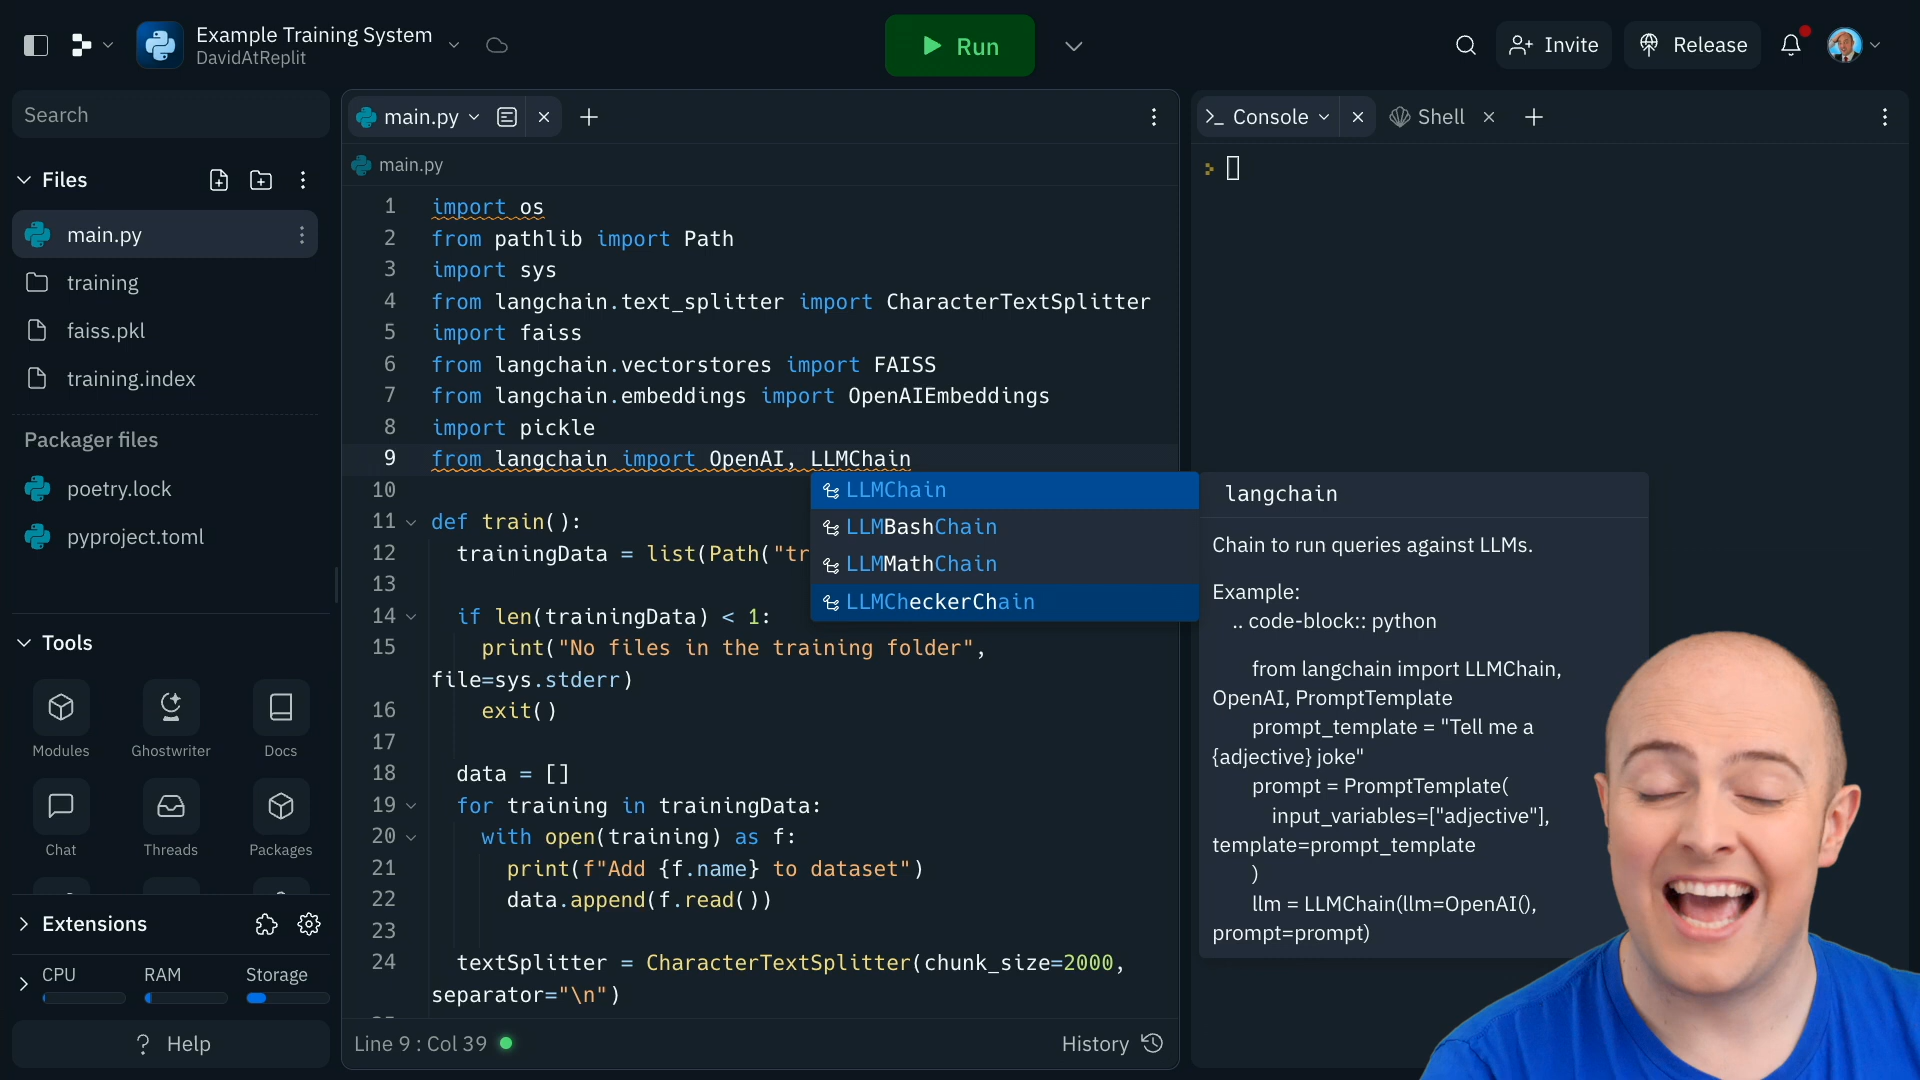 Example Training System
DavidAtReplit
Run
Invite
Release
Search
Files
main.py
training
faiss.pkl
training.index
Packager files
poetry.lock
pyproject.toml
Tools
Modules
Ghostwriter
Docs
Chat
Threads
Packages
Extensions
CPU
RAM
Storage
? Help
main.py
main.py
1 import os
2 from pathlib import Path
3 import sys
4 from langchain.text_splitter import CharacterTextSplitter
5 import faiss
6 from langchain.vectorstores import FAISS
7 from langchain.embeddings import OpenAIEmbeddings
8 import pickle
9 from langchain import OpenAI, LLMChain
10
11 def train():
12 trainingData = list(Path("tr
13
14 if len(trainingData) < 1:
15 print("No files in the training folder",
file=sys.stderr)
16 exit()
17
18 data = []
19 for training in trainingData:
20 with open(training) as f:
21 print(f"Add {f.name} to dataset")
22 data.append(f.read())
23
24 textSplitter = CharacterTextSplitter(chunk_size=2000,
separator="\n")
LLMChain
LLMBashChain
LLMMathChain
LLMCheckerChain
Line 9 : Col 39
History
Console
Shell
langchain
Chain to run queries against LLMs.
Example:
.. code-block:: python
from langchain import LLMChain,
OpenAI, PromptTemplate
prompt_template = "Tell me a
{adjective} joke"
prompt = PromptTemplate(
input_variables=["adjective"],
template=prompt_template
)
llm = LLMChain(llm=OpenAI(),
prompt=prompt)